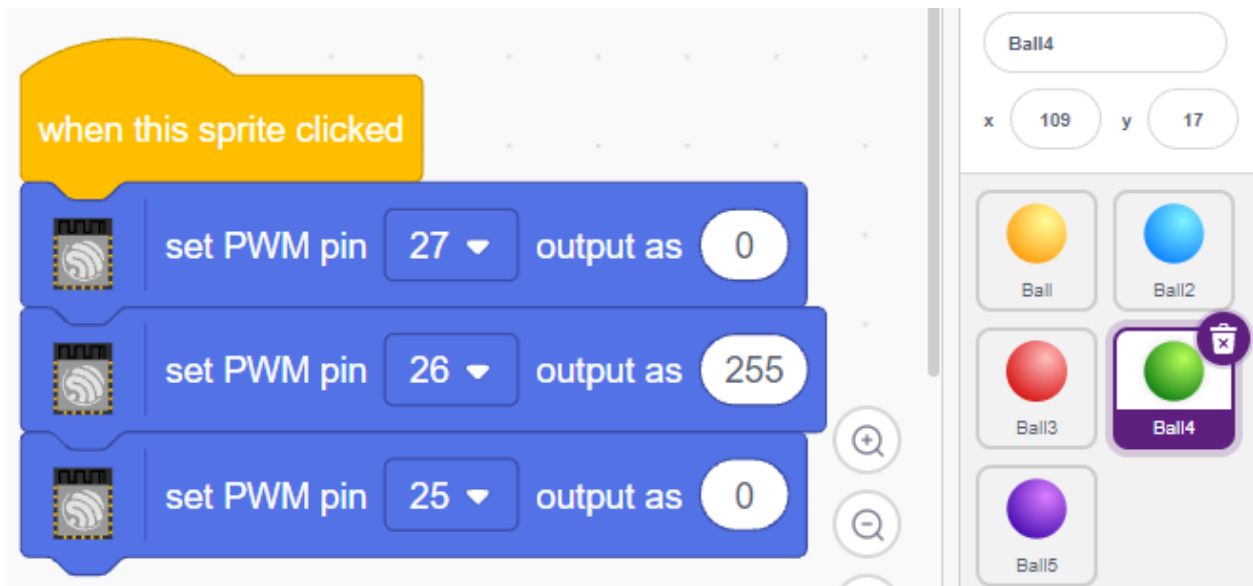 when this sprite clicked
set PWM pin 27 output as 0
set PWM pin 26 output as 255
set PWM pin 25 output as 0
Ball4
x 109 y 17
Ball Ball2
Ball3 Ball4
Ball5